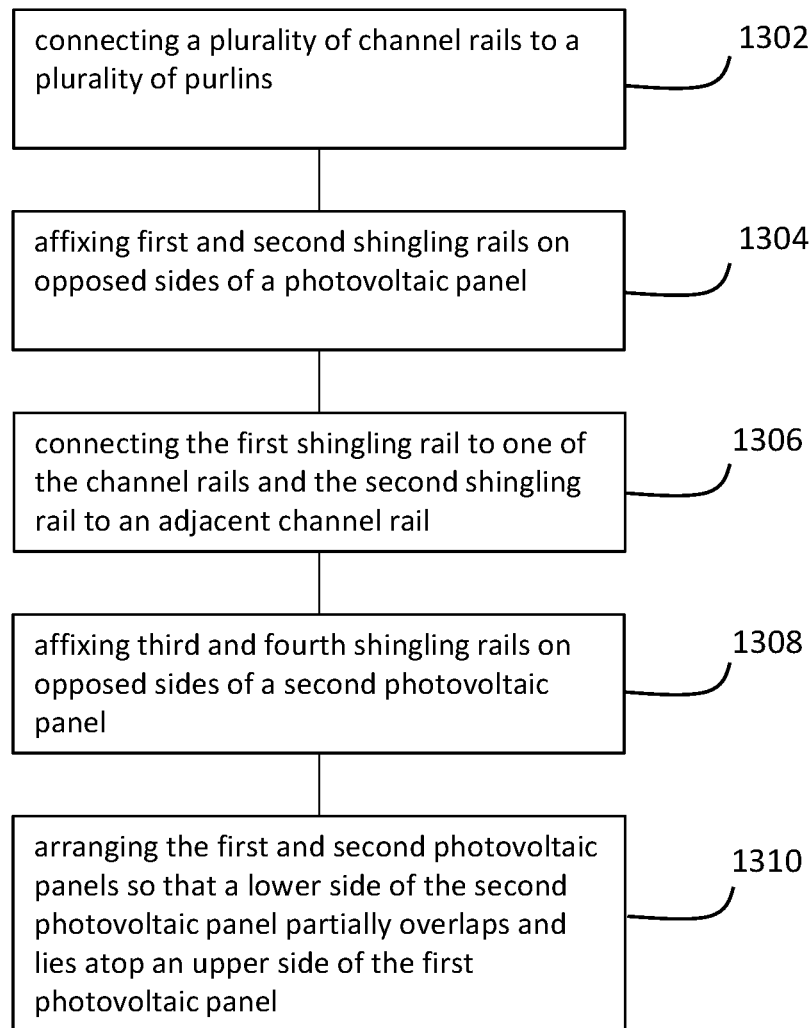 connecting a plurality of channel rails to a
plurality of purlins
1302
affixing first and second shingling rails on
opposed sides of a photovoltaic panel
1304
connecting the first shingling rail to one of
the channel rails and the second shingling
rail to an adjacent channel rail
1306
affixing third and fourth shingling rails on
opposed sides of a second photovoltaic
panel
1308
arranging the first and second photovoltaic
panels so that a lower side of the second
photovoltaic panel partially overlaps and
lies atop an upper side of the first
photovoltaic panel
1310